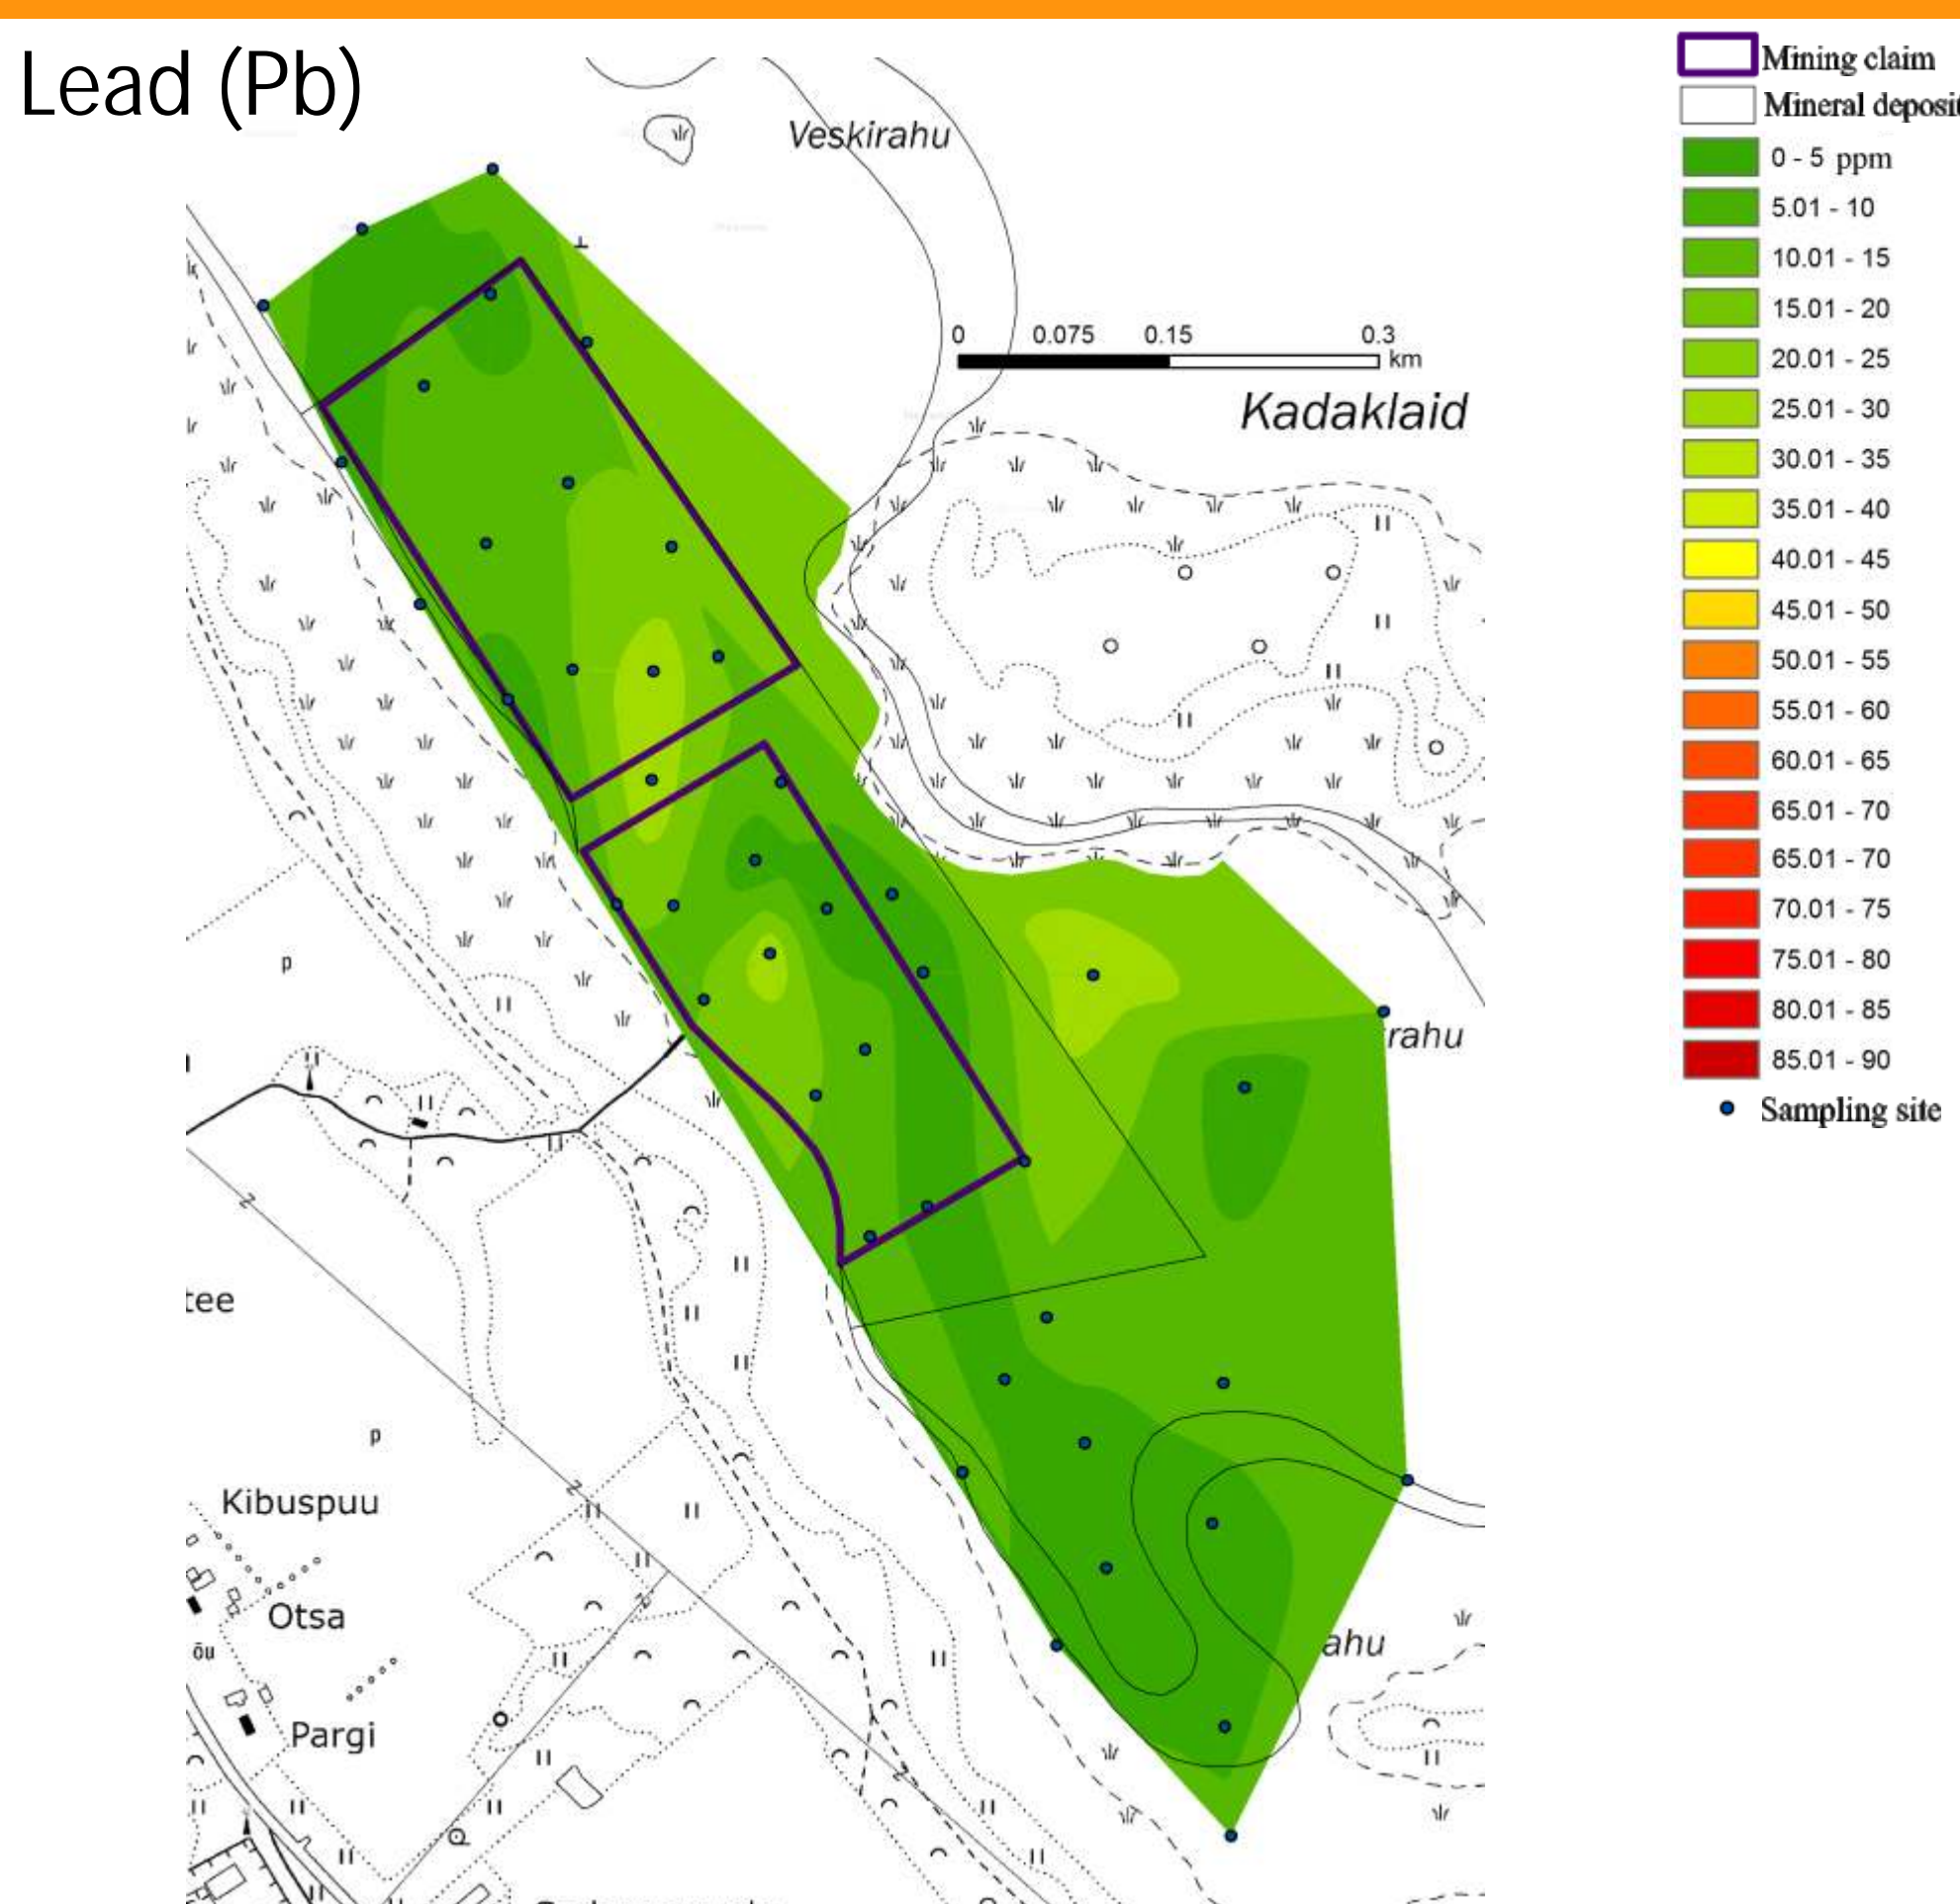 Lead (Pb)
Veskirahu
0 0.075 0.15 0.3
km
Kadaklaid
rahu
tee
p
p
Kibuspuu
Otsa
õu
Pargi
ahu
Mining claim
Mineral deposit
0 - 5 ppm
5.01 - 10
10.01 - 15
15.01 - 20
20.01 - 25
25.01 - 30
30.01 - 35
35.01 - 40
40.01 - 45
45.01 - 50
50.01 - 55
55.01 - 60
60.01 - 65
65.01 - 70
65.01 - 70
70.01 - 75
75.01 - 80
80.01 - 85
85.01 - 90
Sampling site